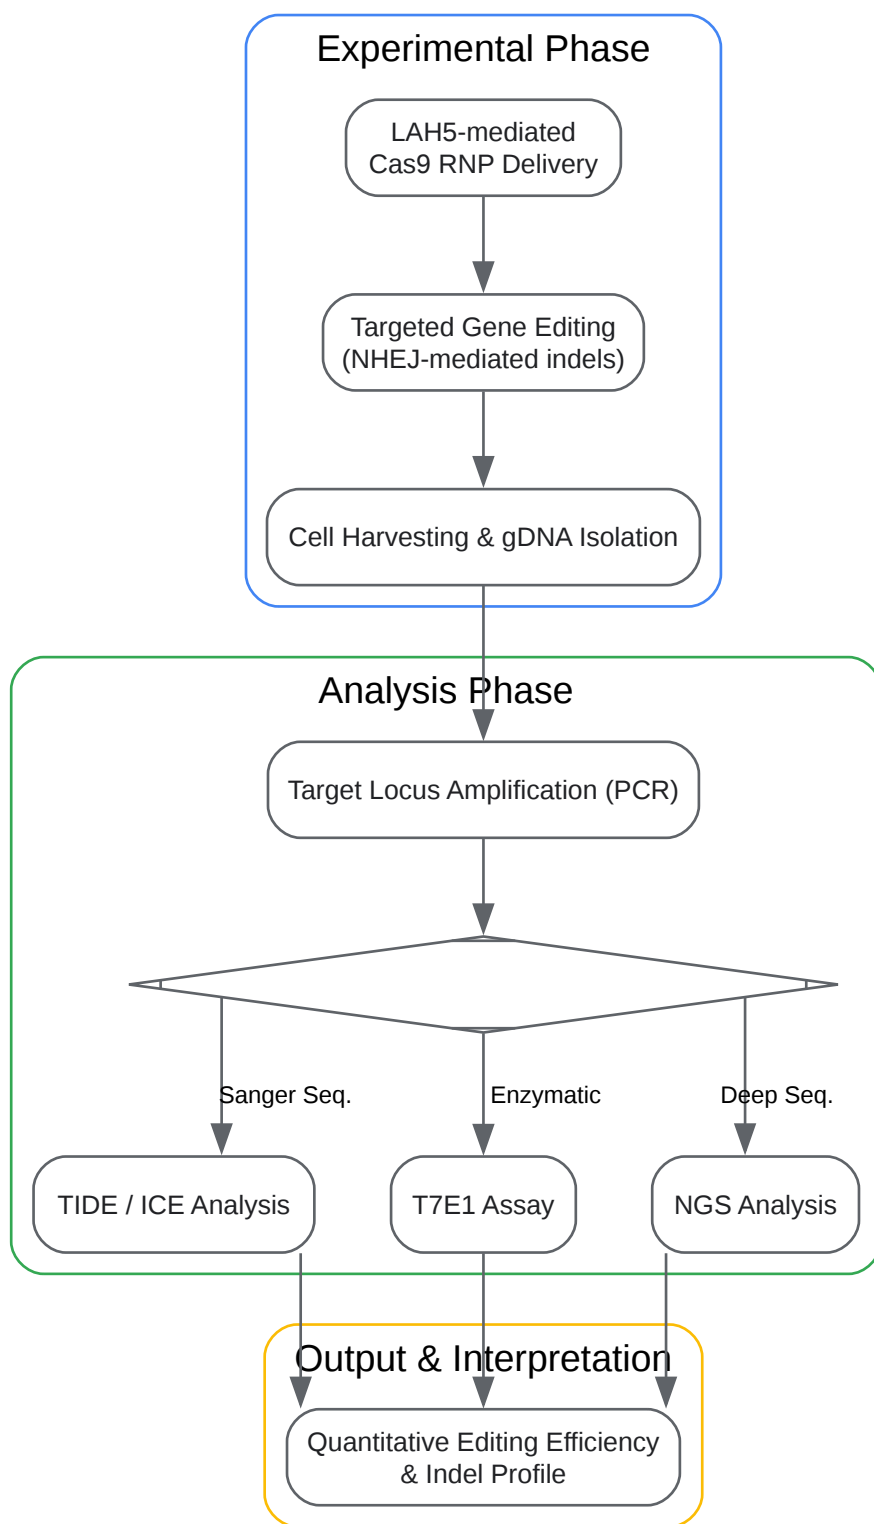 Experimental Phase
LAH5-mediated
Cas9 RNP Delivery
Targeted Gene Editing
(NHEJ-mediated indels)
Cell Harvesting & gDNA Isolation
Analysis Phase
Target Locus Amplification (PCR)
Sanger Seq.
Enzymatic
Deep Seq.
TIDE / ICE Analysis
T7E1 Assay
NGS Analysis
Output & Interpretation
Quantitative Editing Efficiency
& Indel Profile